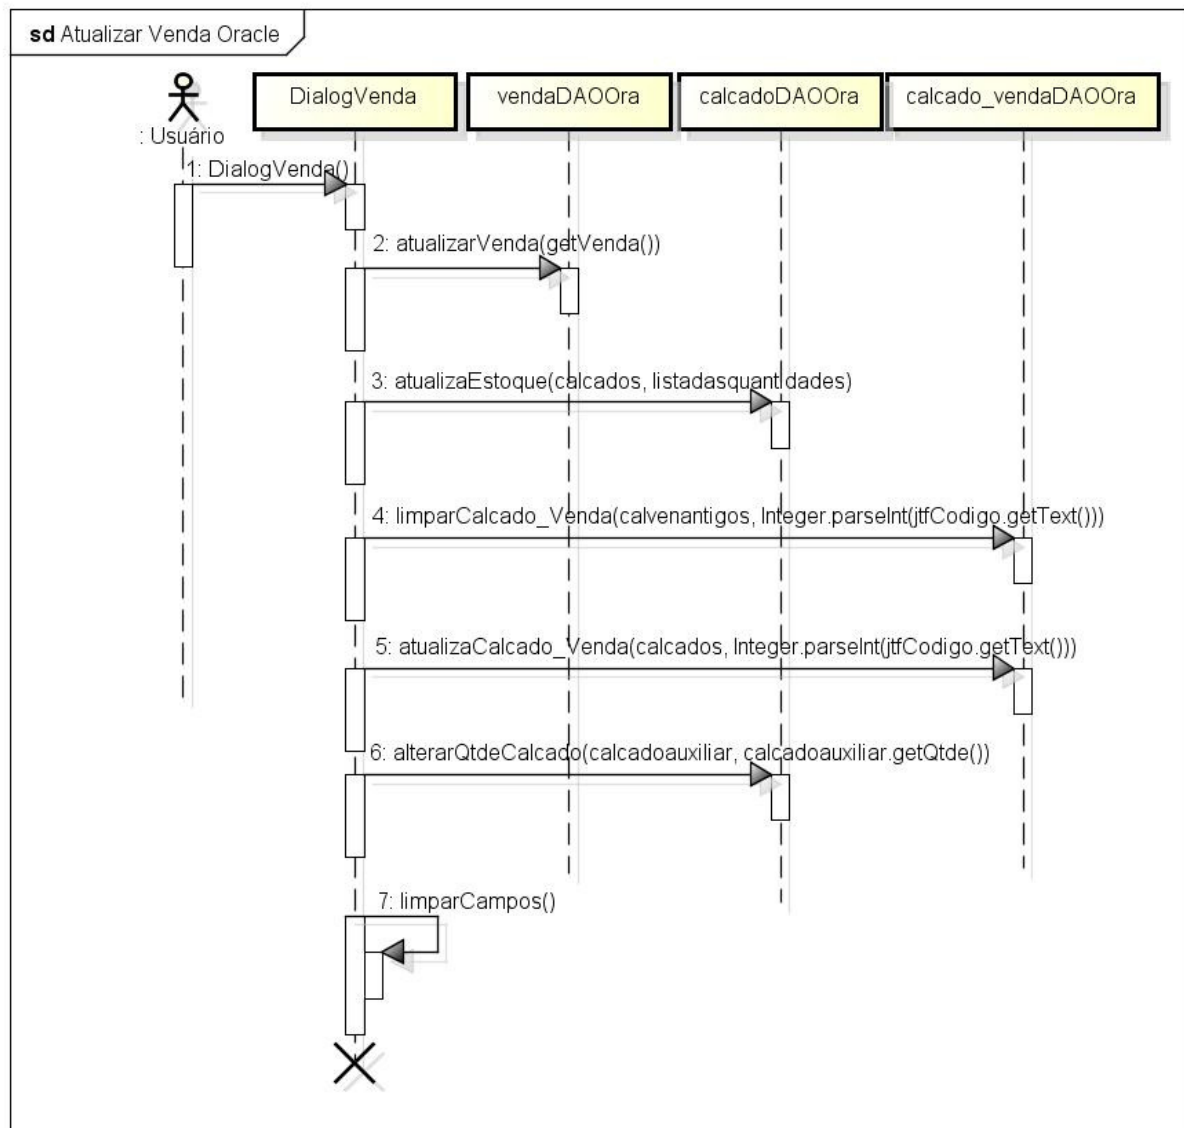 sd Atualizar Venda Oracle
: Usuário
DialogVenda
vendaDAOOra
calcadoDAOOra
calcado_vendaDAOOra
1: DialogVenda()
2: atualizarVenda(getVenda())
3: atualizaEstoque(calcados, listadasquantidades)
4: limparCalcado_Venda(calvenantigos, Integer.parseInt(jtfCodigo.getText()))
5: atualizaCalcado_Venda(calcados, Integer.parseInt(jtfCodigo.getText()))
6: alterarQtdeCalcado(calcadoauxiliar, calcadoauxiliar.getQtde())
7: limparCampos()